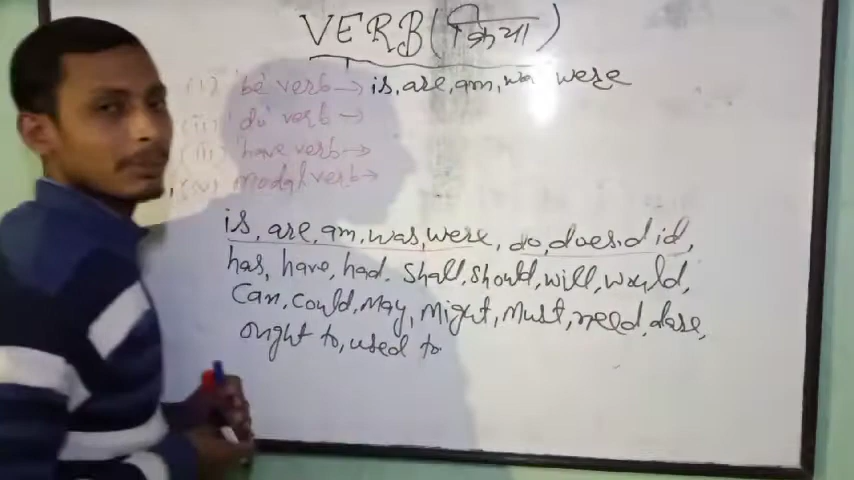 VERB (क्रिया)
(i) 'be' verb → is, are, am, was were
(ii) 'do' verb →
(iii) 'have verb →
(iv) modal verb →
is, are, am, was, were, do, does, did,
has, have, had. Shall, should, will, would,
Can, could, May, Might, Must, need, dare,
ought to, used to